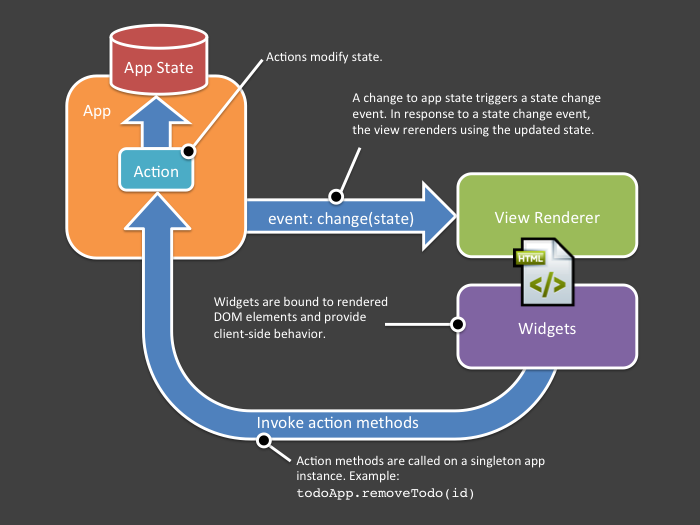 App State
Actions modify state.
App
A change to app state triggers a state change
event. In response to a state change event,
the view rerenders using the updated state.
Action
event: change(state)
View Renderer
HTML
</>
Widgets are bound to rendered
DOM elements and provide
client-side behavior.
Widgets
Invoke action methods
Action methods are called on a singleton app
instance. Example:
todoApp.removeTodo(id)